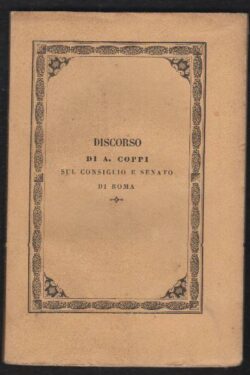 DISCORSO
DI A. COPPI
SUL CONSIGLIO E SENATO
DI ROMA